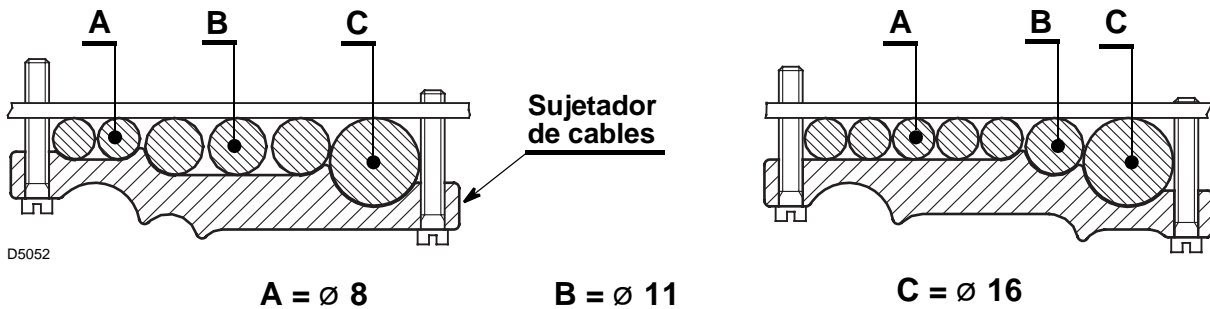 A B C
A B C
Sujetador
de cables
D5052
A = ø 8
B = ø 11
C = ø 16